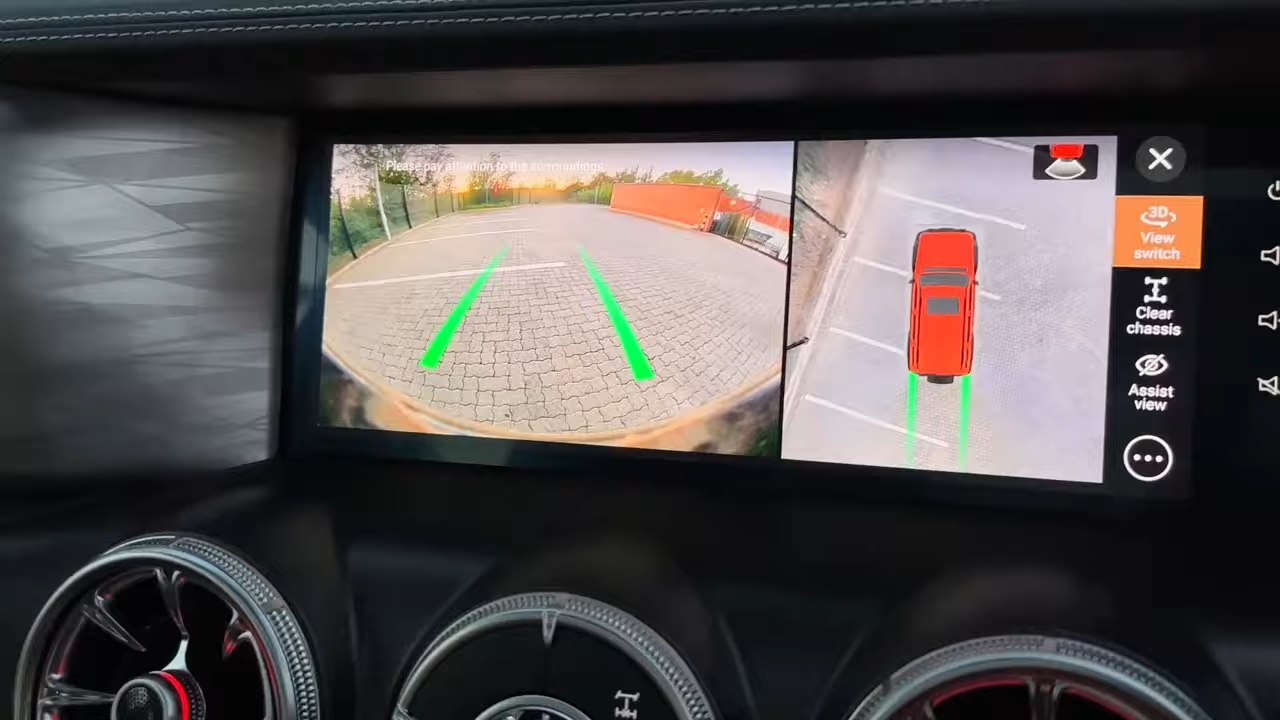 Please pay attention to the surroundings
3D
View
switch
Clear
chassis
Assist
view